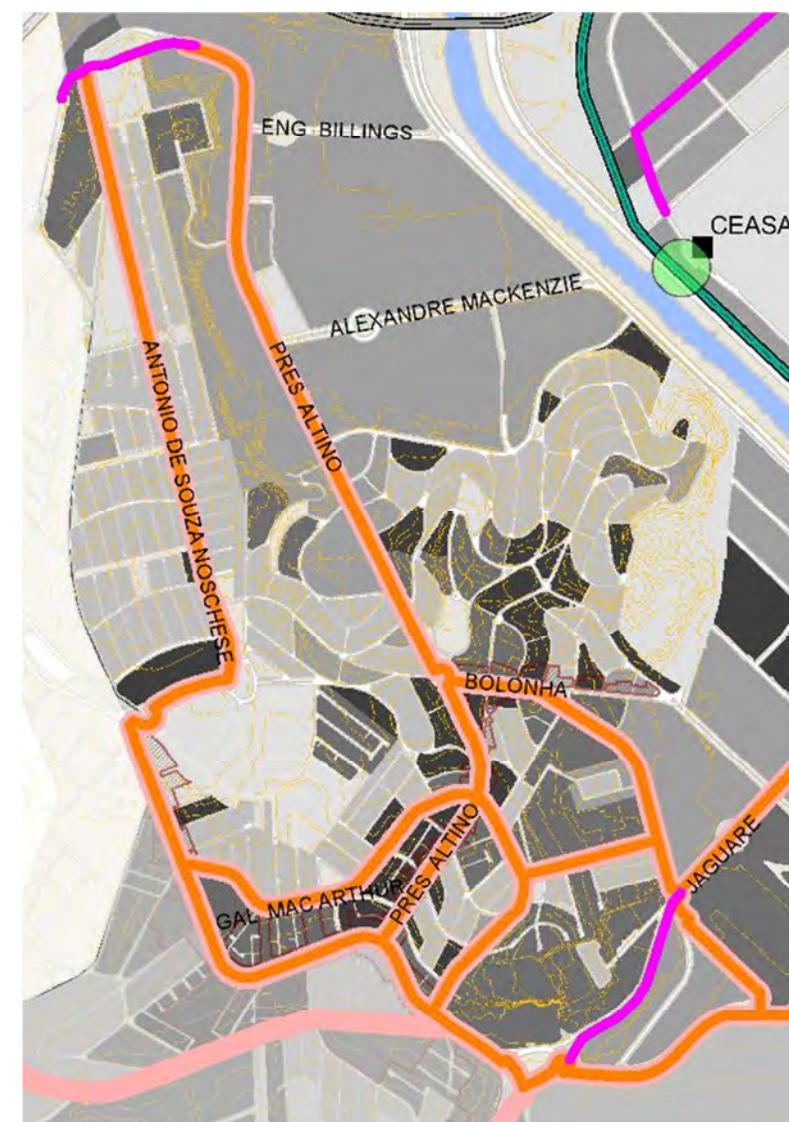 ENG BILLINGS
CEASA
ALEXANDRE MACKENZIE
ANTONIO DE SOUZA NOSCHESE
PRES ALTINO
BOLONHA
JAGUARE
PRES ALTINO
GAL MAC ARTHUR